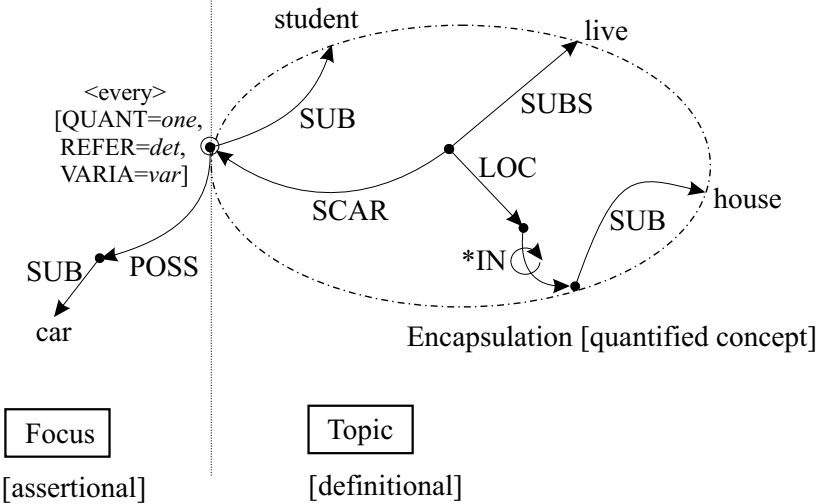 student
live
<every>
[QUANT=one,
REFER=det,
VARIA=var]
SUB
SUBS
LOC
SCAR
house
SUB
*IN
SUB
POSS
car
Encapsulation [quantified concept]
Focus
Topic
[assertional]
[definitional]